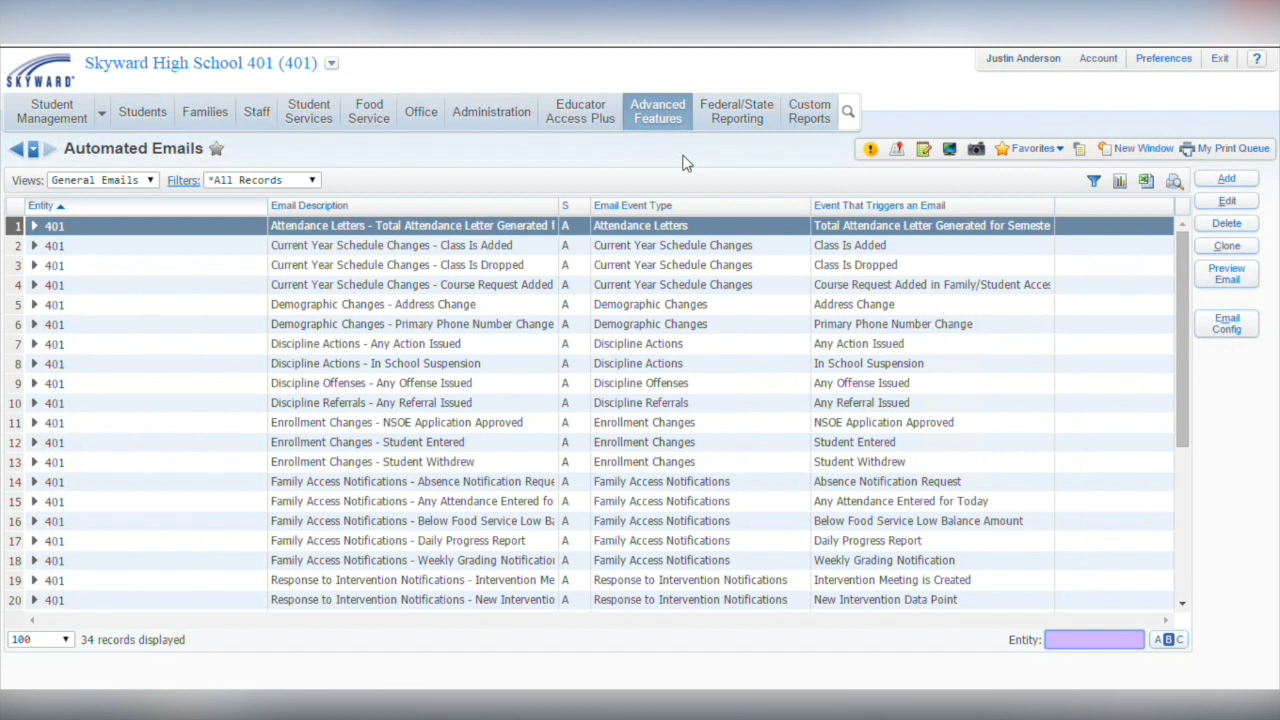 SKYWARD
Skyward High School 401 (401)
Justin Anderson Account Preferences Exit ?
Student Management Students Families Staff Student Services Food Service Office Administration Educator Access Plus Advanced Features Federal/State Reporting Custom Reports
Automated Emails
Favorites New Window My Print Queue
Views: General Emails Filters: *All Records
Entity Email Description S Email Event Type Event That Triggers an Email
1 401 Attendance Letters - Total Attendance Letter Generated f A Attendance Letters Total Attendance Letter Generated for Semeste
2 401 Current Year Schedule Changes - Class Is Added A Current Year Schedule Changes Class Is Added
3 401 Current Year Schedule Changes - Class Is Dropped A Current Year Schedule Changes Class Is Dropped
4 401 Current Year Schedule Changes - Course Request Added A Current Year Schedule Changes Course Request Added in Family/Student Acces
5 401 Demographic Changes - Address Change A Demographic Changes Address Change
6 401 Demographic Changes - Primary Phone Number Change A Demographic Changes Primary Phone Number Change
7 401 Discipline Actions - Any Action Issued A Discipline Actions Any Action Issued
8 401 Discipline Actions - In School Suspension A Discipline Actions In School Suspension
9 401 Discipline Offenses - Any Offense Issued A Discipline Offenses Any Offense Issued
10 401 Discipline Referrals - Any Referral Issued A Discipline Referrals Any Referral Issued
11 401 Enrollment Changes - NSOE Application Approved A Enrollment Changes NSOE Application Approved
12 401 Enrollment Changes - Student Entered A Enrollment Changes Student Entered
13 401 Enrollment Changes - Student Withdrew A Enrollment Changes Student Withdrew
14 401 Family Access Notifications - Absence Notification Reque A Family Access Notifications Absence Notification Request
15 401 Family Access Notifications - Any Attendance Entered fo A Family Access Notifications Any Attendance Entered for Today
16 401 Family Access Notifications - Below Food Service Low Ba A Family Access Notifications Below Food Service Low Balance Amount
17 401 Family Access Notifications - Daily Progress Report A Family Access Notifications Daily Progress Report
18 401 Family Access Notifications - Weekly Grading Notification A Family Access Notifications Weekly Grading Notification
19 401 Response to Intervention Notifications - Intervention Me A Response to Intervention Notifications Intervention Meeting is Created
20 401 Response to Intervention Notifications - New Interventio A Response to Intervention Notifications New Intervention Data Point
100 34 records displayed Entity: A B C
Add
Edit
Delete
Clone
Preview Email
Email Config